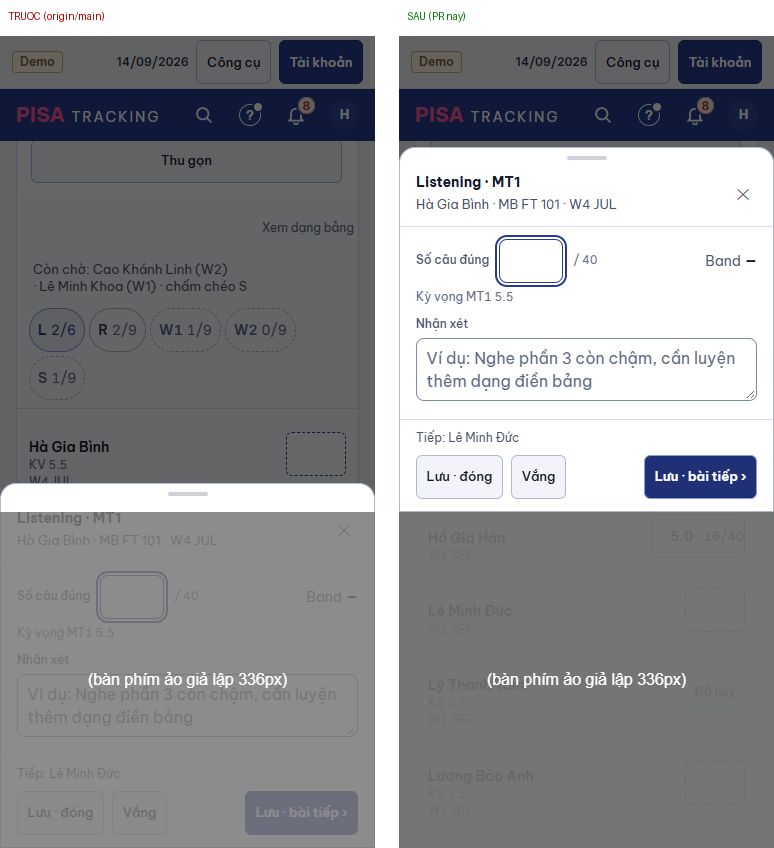 TRUOC (origin/main)
Demo
14/09/2026
Công cụ
Tài khoản
PISA TRACKING
?
8
H
Thu gọn
Xem dạng bảng
Còn chờ: Cao Khánh Linh (W2)
· Lê Minh Khoa (W1) · chấm chéo S
L 2/6
R 2/9
W1 1/9
W2 0/9
S 1/9
Hà Gia Bình
KV 5.5
W4 JUL
Listening · MT1
Hà Gia Bình · MB FT 101 · W4 JUL
Số câu đúng
/ 40
Band –
Kỳ vọng MT1 5.5
Nhận xét
(bàn phím ảo giả lập 336px)
Ví dụ: Nghe phần 3 còn chậm, cần luyện
thêm dạng điền bảng
Tiếp: Lê Minh Đức
Lưu · đóng
Vắng
Lưu · bài tiếp ›
SAU (PR nay)
Demo
14/09/2026
Công cụ
Tài khoản
PISA TRACKING
?
8
H
Listening · MT1
Hà Gia Bình · MB FT 101 · W4 JUL
Số câu đúng
/ 40
Band –
Kỳ vọng MT1 5.5
Nhận xét
Ví dụ: Nghe phần 3 còn chậm, cần luyện
thêm dạng điền bảng
Tiếp: Lê Minh Đức
Lưu · đóng
Vắng
Lưu · bài tiếp ›
Hồ Gia Hân
5.0 · 16/40
W1 SEP
Lê Minh Đức
W1 SEP
(bàn phím ảo giả lập 336px)
Lý Thanh
Đã huỷ
KV 5.5
W1 SEP
Lương Bảo Anh
KV 5.5
W1 JUL